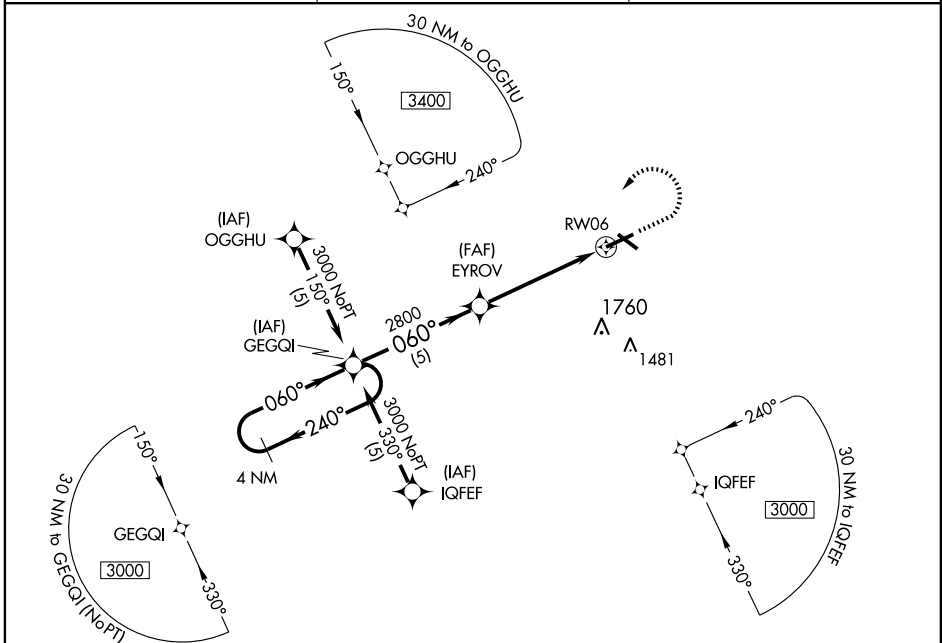 30 NM to OGGHU
150°
3400
OGGHU
240°
(IAF)
OGGHU
3000 NoPT
150°
(5)
RW06
(FAF)
EYROV
(IAF)
GEGQI
2800
060°
(5)
1760
1481
060°
240°
4 NM
3000 NoPT
330°
(5)
(IAF)
IQFEF
150°
GEGQI
3000
330°
30 NM to GEGQI (NoPT)
240°
IQFEF
3000
330°
30 NM to IQFEF